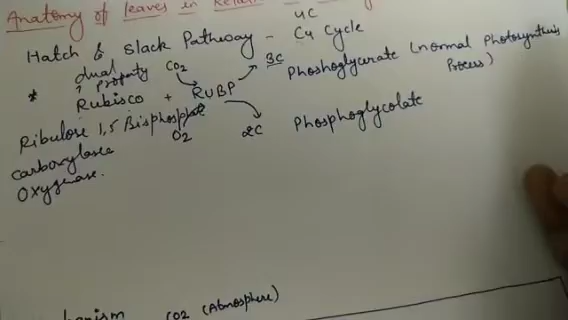 Anatomy of leaves in
4C
Hatch & Slack Pathway - C4 Cycle
* dual property CO2 3C Phoshoglycerate (normal Photosynthesis Process)
Rubisco + RUBP
Ribulose 1,5 Bisphosphate O2 2C Phosphoglycolate
carboxylase
Oxygenase.
CO2 (Atmosphere)